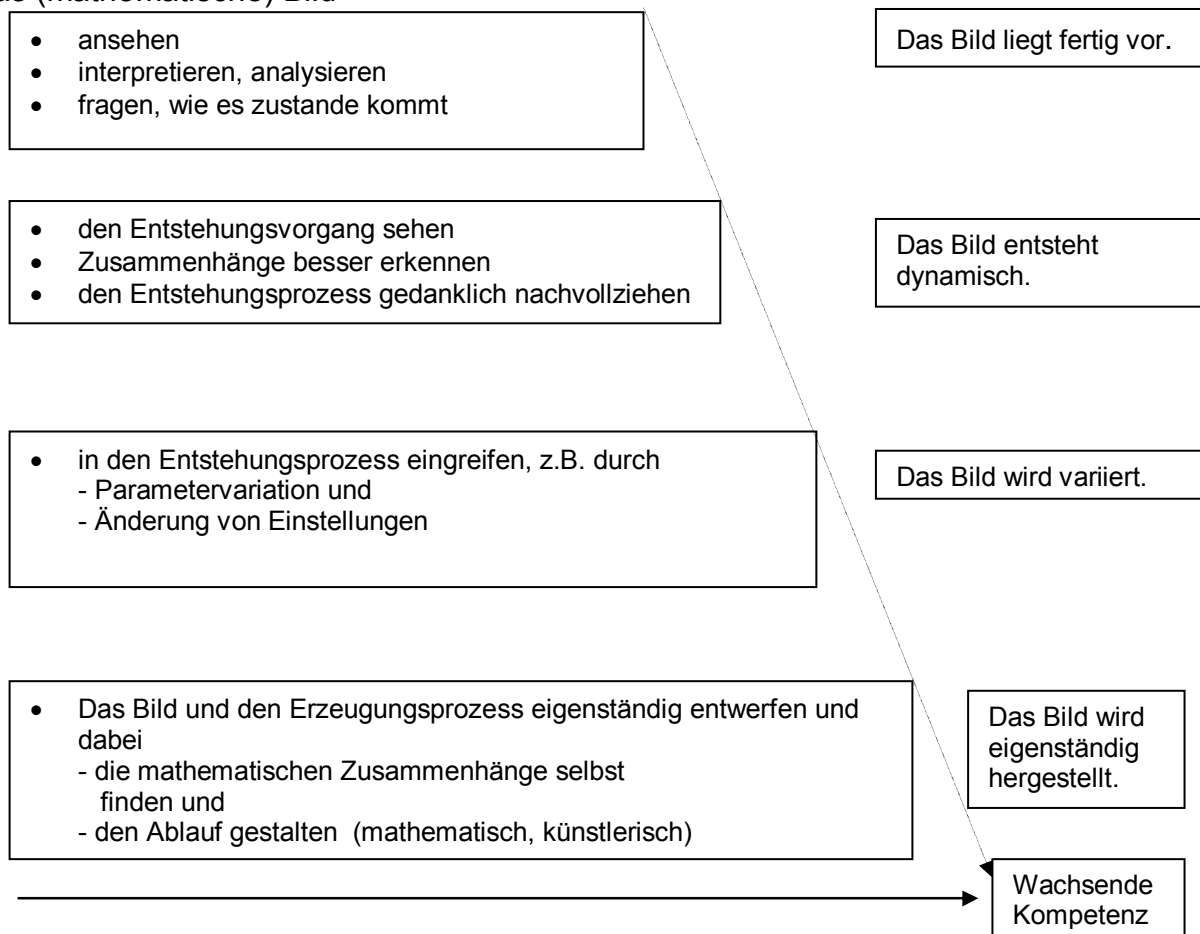 (mathematische) Bild
• ansehen
• interpretieren, analysieren
• fragen, wie es zustande kommt
Das Bild liegt fertig vor.
• den Entstehungsvorgang sehen
• Zusammenhänge besser erkennen
• den Entstehungsprozess gedanklich nachvollziehen
Das Bild entsteht
dynamisch.
• in den Entstehungsprozess eingreifen, z.B. durch
- Parametervariation und
- Änderung von Einstellungen
Das Bild wird variiert.
• Das Bild und den Erzeugungsprozess eigenständig entwerfen und
dabei
- die mathematischen Zusammenhänge selbst
finden und
- den Ablauf gestalten (mathematisch, künstlerisch)
Das Bild wird
eigenständig
hergestellt.
Wachsende
Kompetenz